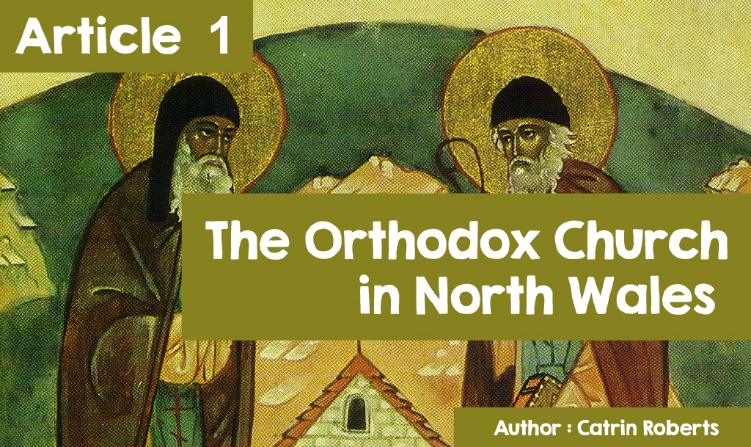 Article 1
The Orthodox Church
in North Wales
Author : Catrin Roberts